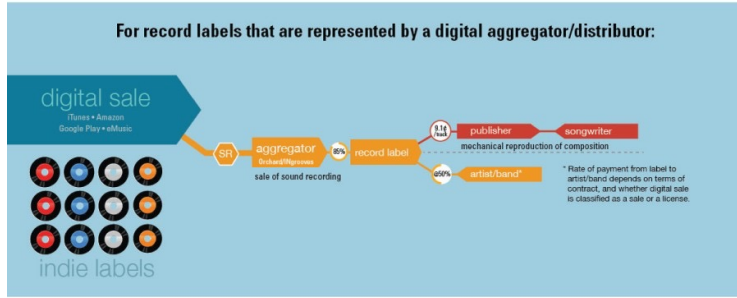 For record labels that are represented by a digital aggregator/distributor:
digital sale
iTunes • Amazon
Google Play • eMusic
SR
aggregator
Orchard/INgrooves
sale of sound recording
85%
record label
9.1¢
/track
publisher
songwriter
mechanical reproduction of composition
@50%
artist/band*
* Rate of payment from label to
artist/band depends on terms of
contract, and whether digital sale
is classified as a sale or a license.
indie labels